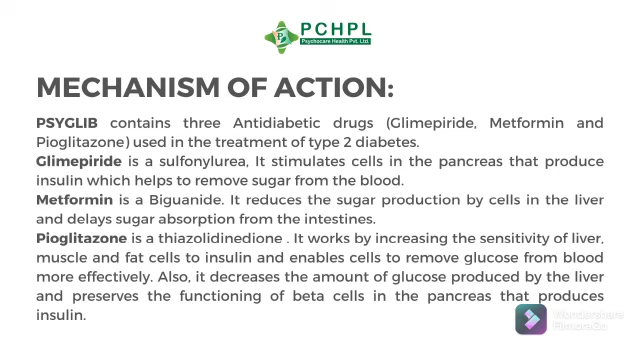 PCHPL
Psychocare Health Pvt. Ltd.
MECHANISM OF ACTION:
PSYGLIB contains three Antidiabetic drugs (Glimepiride, Metformin and
Pioglitazone) used in the treatment of type 2 diabetes.
Glimepiride is a sulfonylurea, It stimulates cells in the pancreas that produce
insulin which helps to remove sugar from the blood.
Metformin is a Biguanide. It reduces the sugar production by cells in the liver
and delays sugar absorption from the intestines.
Pioglitazone is a thiazolidinedione . It works by increasing the sensitivity of liver,
muscle and fat cells to insulin and enables cells to remove glucose from blood
more effectively. Also, it decreases the amount of glucose produced by the liver
and preserves the functioning of beta cells in the pancreas that produces
insulin.
Wondershare
FilmoraGo